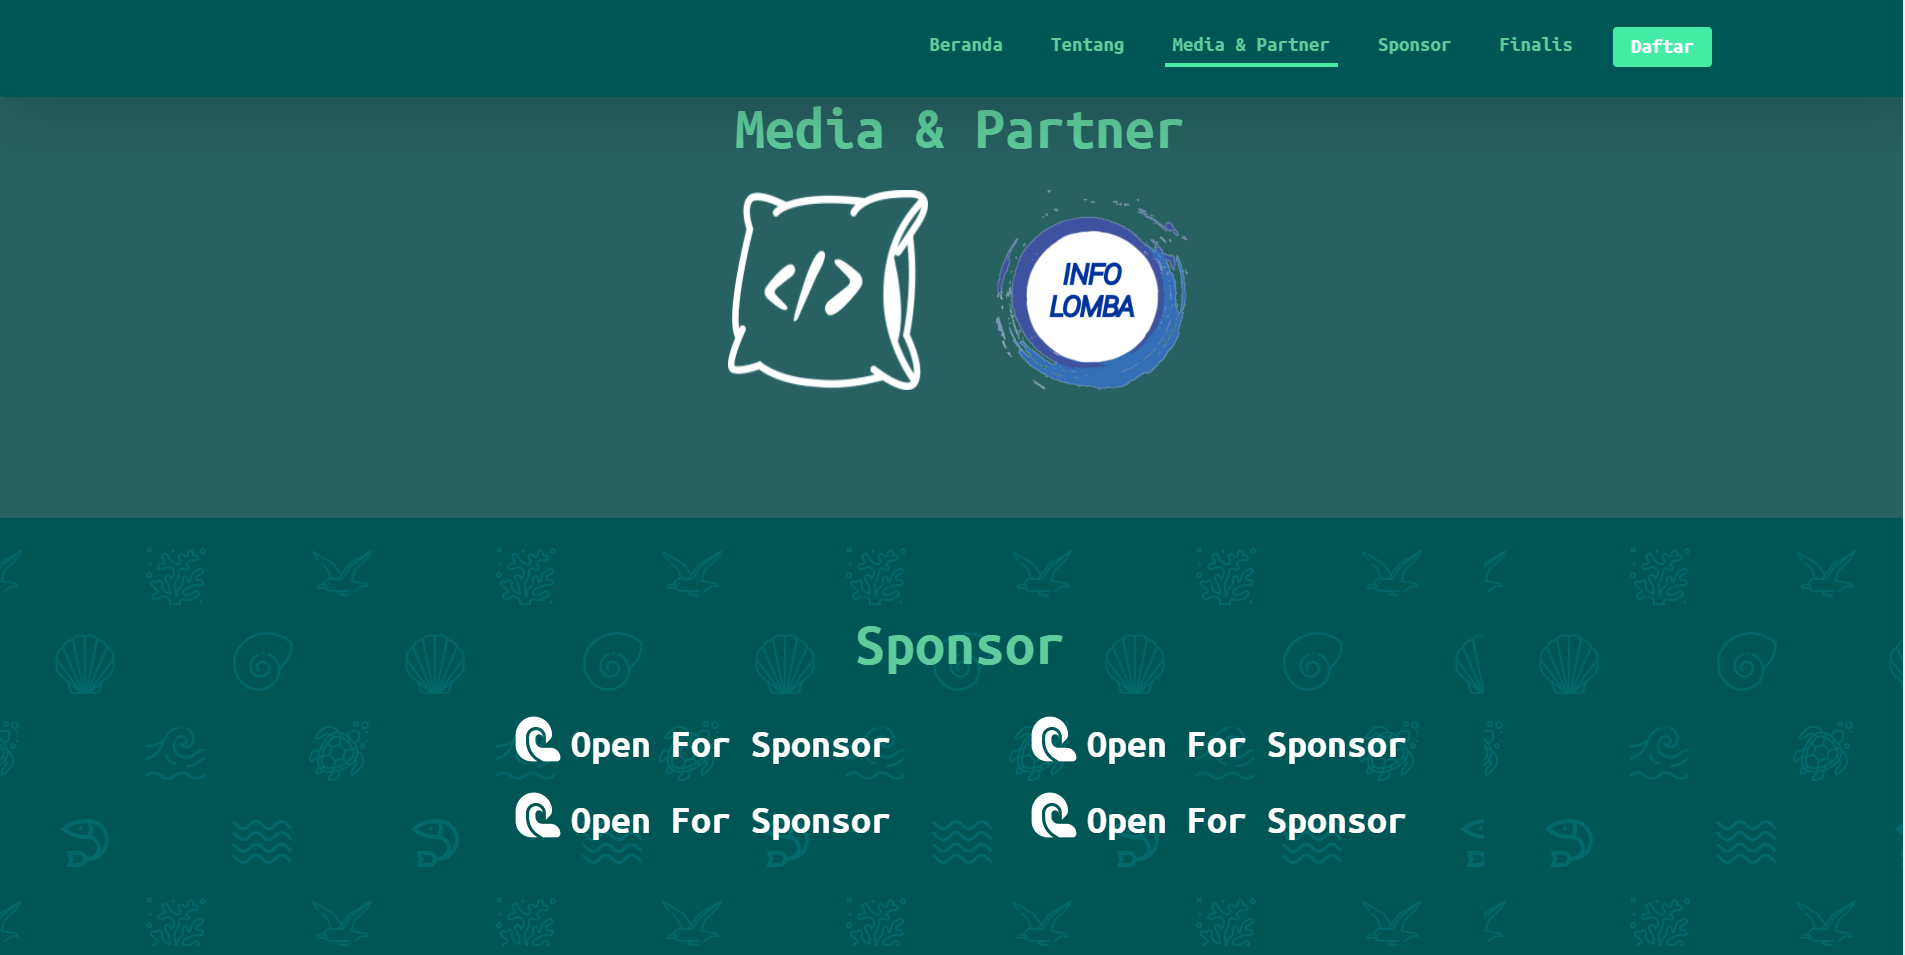 Beranda Tentang Media & Partner Sponsor Finalis Daftar
Media & Partner
</>
INFO
LOMBA
Sponsor
Open For Sponsor Open For Sponsor
Open For Sponsor Open For Sponsor